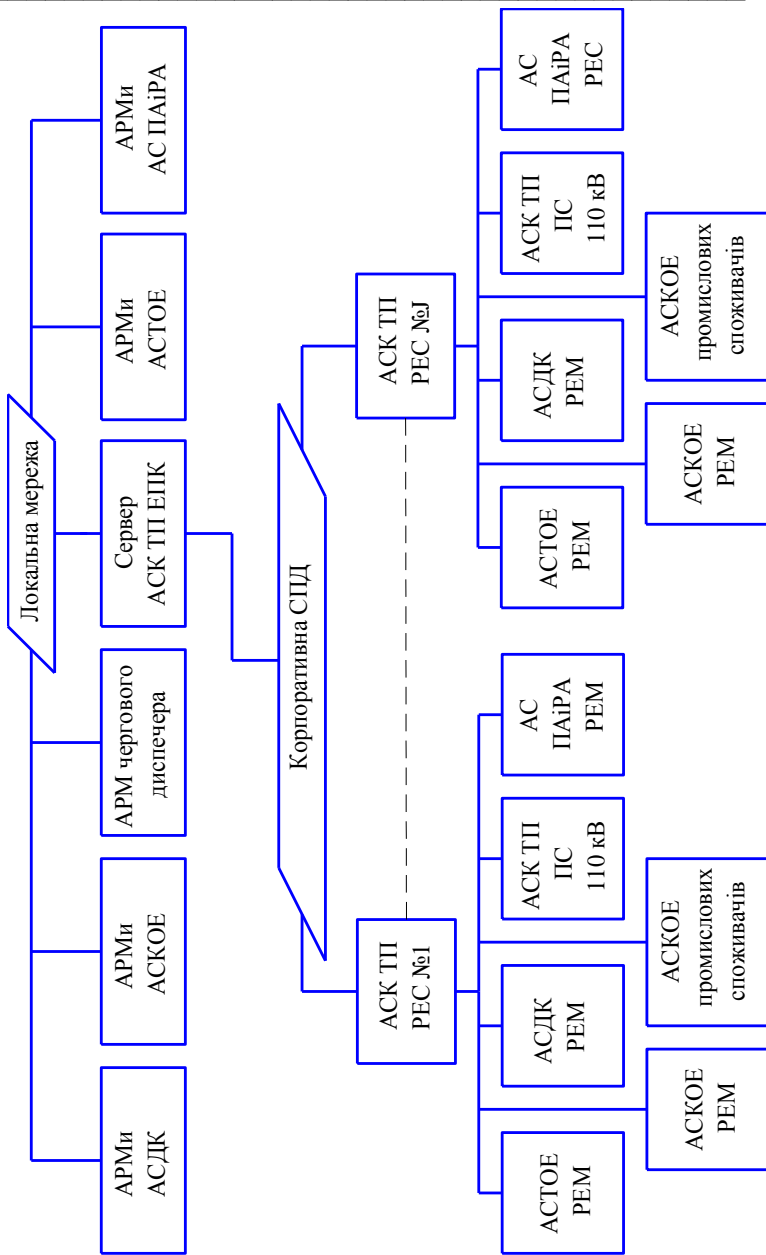 Локальна мережа
АРМи
АСДК
АРМи
АСКОЕ
АРМ чергового
диспечера
Сервер
АСК ТП ЕПК
АРМи
АСТОЕ
АРМи
АС ПАіРА
Корпоративна СПД
АСК ТП
РЕС №1
АСК ТП
РЕС №J
АСТОЕ
РЕМ
АСДК
РЕМ
АСК ТП
ПС
110 кВ
АС
ПАіРА
РЕМ
АСКОЕ
РЕМ
АСКОЕ
промислових
споживачів
АСТОЕ
РЕМ
АСДК
РЕМ
АСК ТП
ПС
110 кВ
АС
ПАіРА
РЕС
АСКОЕ
РЕМ
АСКОЕ
промислових
споживачів